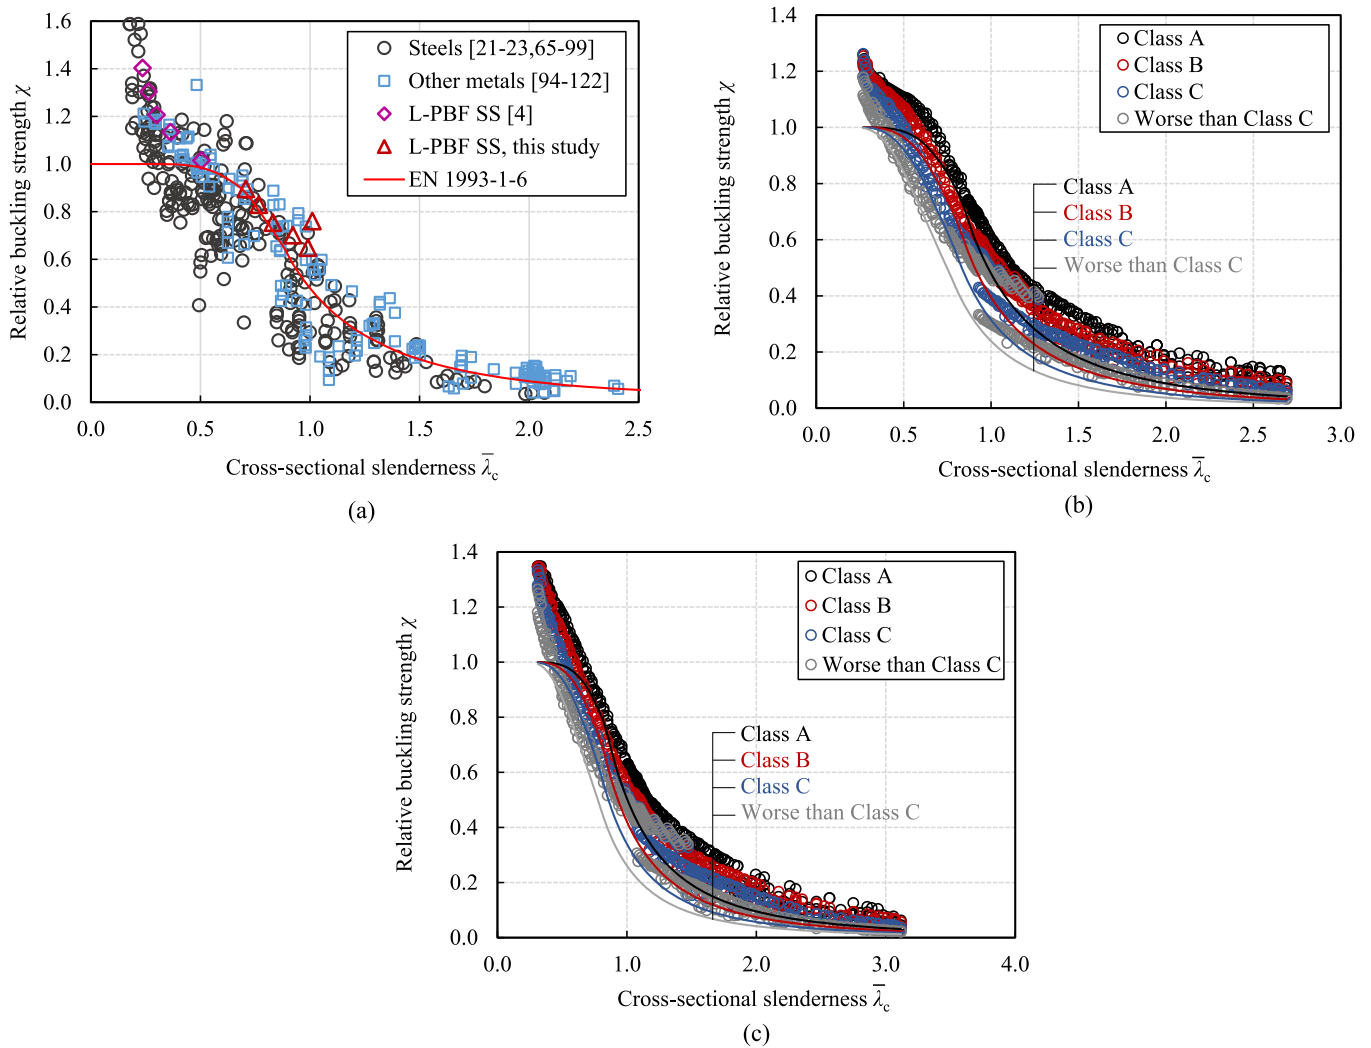 1.6
1.4
1.2
1.0
0.8
0.6
0.4
0.2
0.0
0.0 0.5 1.0 1.5 2.0 2.5
Relative buckling strength χ
Cross-sectional slenderness λ̅c
Steels [21-23,65-99]
Other metals [94-122]
L-PBF SS [4]
L-PBF SS, this study
EN 1993-1-6
(a)
1.4
1.2
1.0
0.8
0.6
0.4
0.2
0.0
0.0 0.5 1.0 1.5 2.0 2.5 3.0
Relative buckling strength χ
Cross-sectional slenderness λ̅c
Class A
Class B
Class C
Worse than Class C
Class A
Class B
Class C
Worse than Class C
(b)
1.4
1.2
1.0
0.8
0.6
0.4
0.2
0.0
0.0 1.0 2.0 3.0 4.0
Relative buckling strength χ
Cross-sectional slenderness λ̅c
Class A
Class B
Class C
Worse than Class C
Class A
Class B
Class C
Worse than Class C
(c)